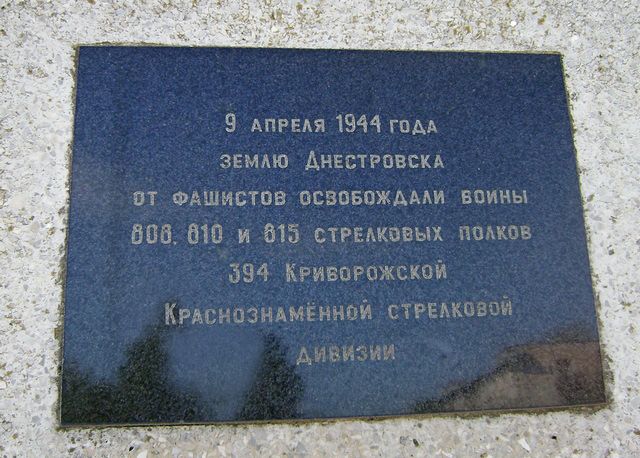 9 АПРЕЛЯ 1944 ГОДА
ЗЕМЛЮ ДНЕСТРОВСКА
ОТ ФАШИСТОВ ОСВОБОЖДАЛИ ВОИНЫ
808, 810 И 815 СТРЕЛКОВЫХ ПОЛКОВ
394 КРИВОРОЖСКОЙ
КРАСНОЗНАМЁННОЙ СТРЕЛКОВОЙ
ДИВИЗИИ